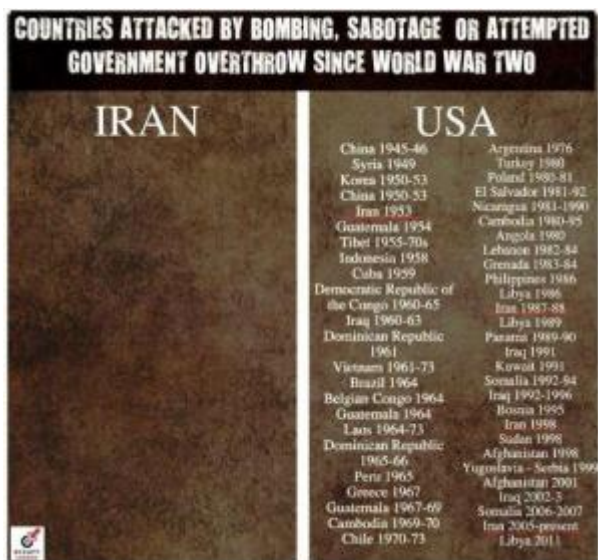 COUNTRIES ATTACKED BY BOMBING, SABOTAGE OR ATTEMPTED
GOVERNMENT OVERTHROW SINCE WORLD WAR TWO
IRAN
USA
China 1945-46
Syria 1949
Korea 1950-53
China 1950-53
Iran 1953
Guatemala 1954
Tibet 1955-70s
Indonesia 1958
Cuba 1959
Democratic Republic of
the Congo 1960-65
Iraq 1960-63
Dominican Republic
1961
Vietnam 1961-73
Brazil 1964
Belgian Congo 1964
Guatemala 1964
Laos 1964-73
Dominican Republic
1965-66
Peru 1965
Greece 1967
Guatemala 1967-69
Cambodia 1969-70
Chile 1970-73
Argentina 1976
Turkey 1980
Poland 1980-81
El Salvador 1981-92
Nicaragua 1981-1990
Cambodia 1980-95
Angola 1980
Lebanon 1982-84
Grenada 1983-84
Philippines 1986
Libya 1986
Iran 1987-88
Libya 1989
Panama 1989-90
Iraq 1991
Kuwait 1991
Somalia 1992-94
Iraq 1992-1996
Bosnia 1995
Iran 1998
Sudan 1998
Afghanistan 1998
Yugoslavia - Serbia 1999
Afghanistan 2001
Iraq 2002-3
Somalia 2006-2007
Iran 2005-present
Libya 2011